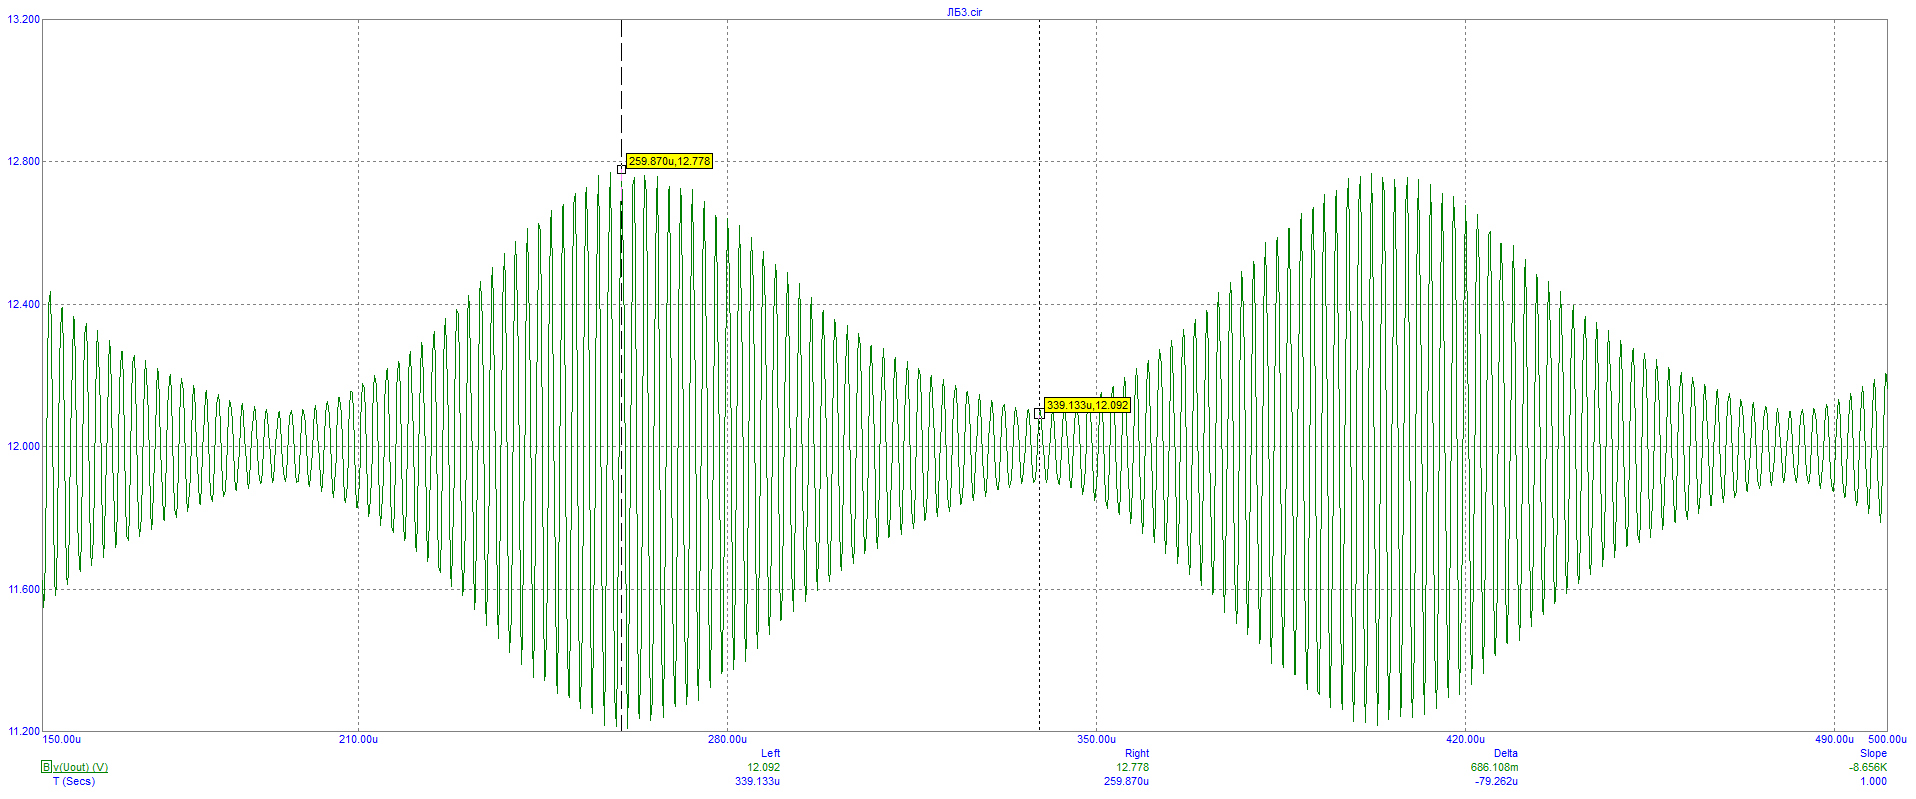 ЛБ3.cir
13.200
12.800
259.870u,12.778
12.400
339.133u,12.092
12.000
11.600
11.200
150.00u 210.00u 280.00u 350.00u 420.00u 490.00u 500.00u
Left Right Delta Slope
B v(Uout) (V) 12.092 12.778 686.108m -8.656K
T (Secs) 339.133u 259.870u -79.262u 1.000